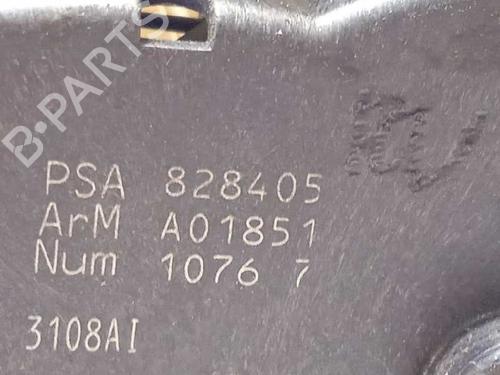 B-PARTS
PSA 828405
ArM A01851
Num 1076 7
3108AI